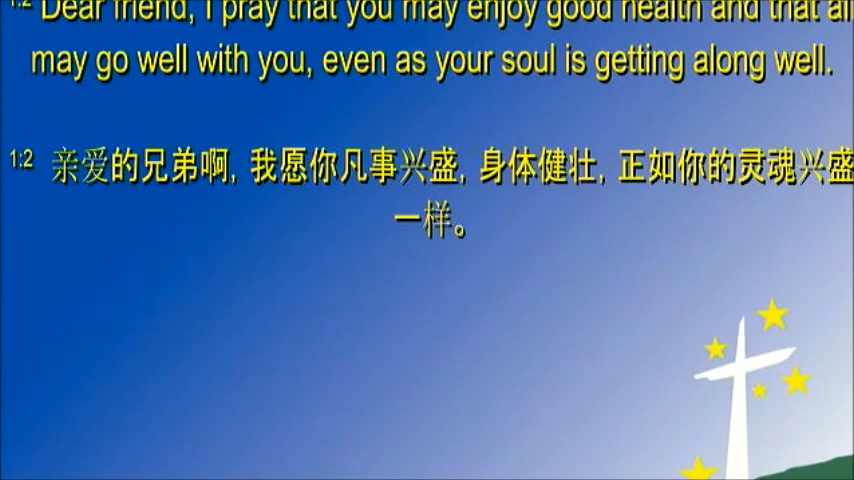 1:2 Dear friend, I pray that you may enjoy good health and that all
may go well with you, even as your soul is getting along well.
1:2 亲爱的兄弟啊, 我愿你凡事兴盛, 身体健壮, 正如你的灵魂兴盛
一样。